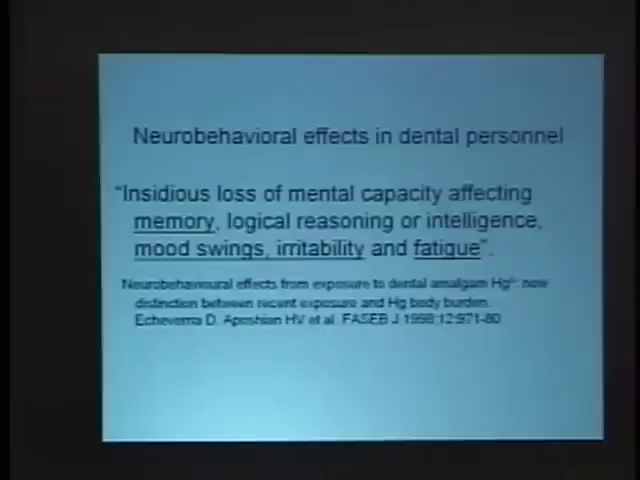 Neurobehavioral effects in dental personnel
“Insidious loss of mental capacity affecting
memory, logical reasoning or intelligence,
mood swings, irritability and fatigue”.
Neurobehavioural effects from exposure to dental amalgam Hg⁰: new
distinction between recent exposure and Hg body burden.
Echeverria D. Aposhian HV et al. FASEB J 1998;12:971-80